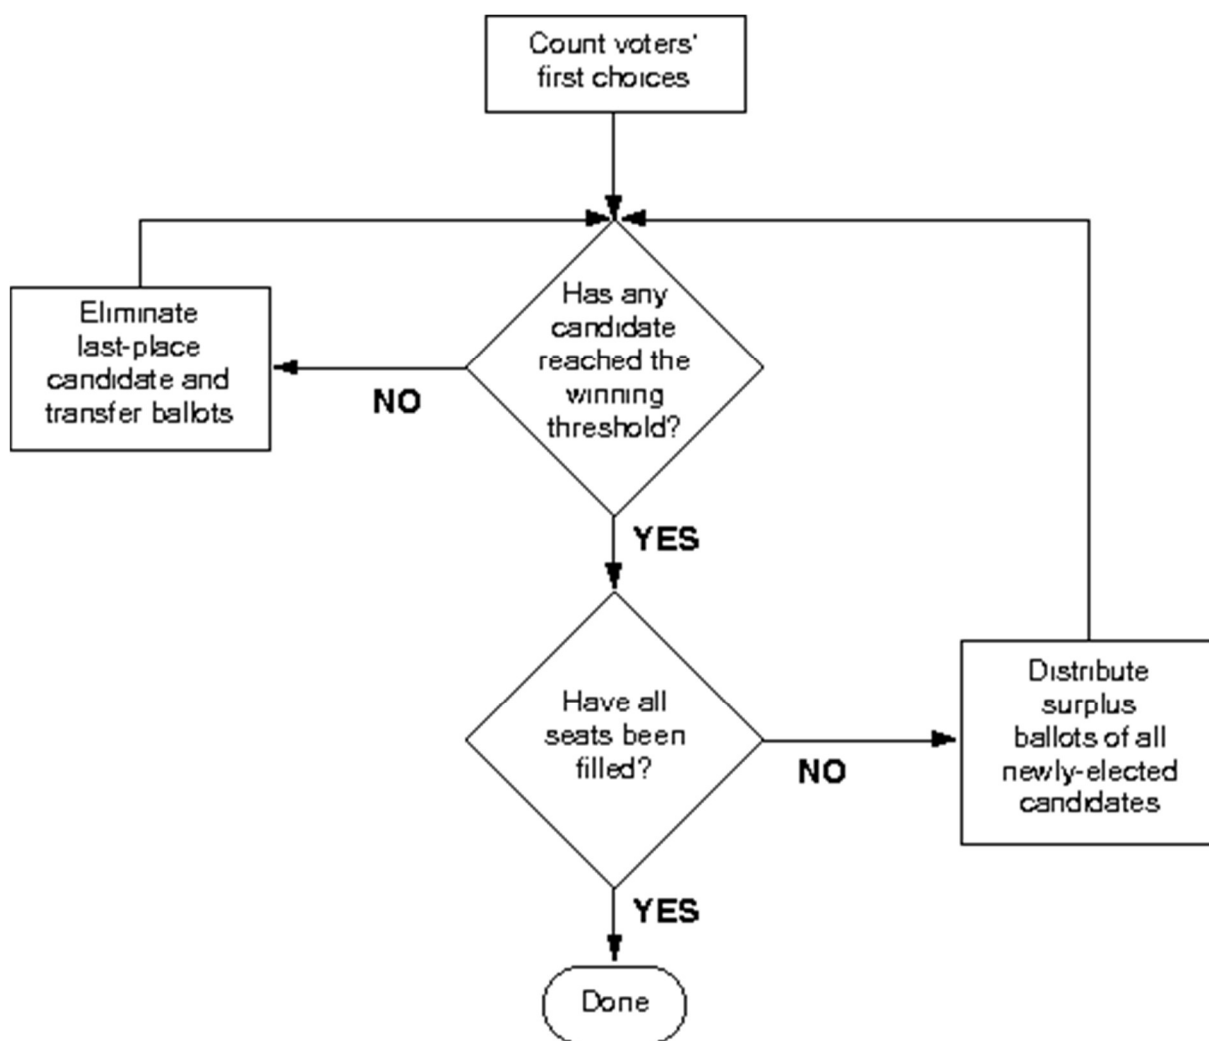 Count voters'
first choices
Has any
candidate
reached the
winning
threshold?
Eliminate
last-place
candidate and
transfer ballots
NO
YES
Have all
seats been
filled?
NO
Distribute
surplus
ballots of all
newly-elected
candidates
YES
Done